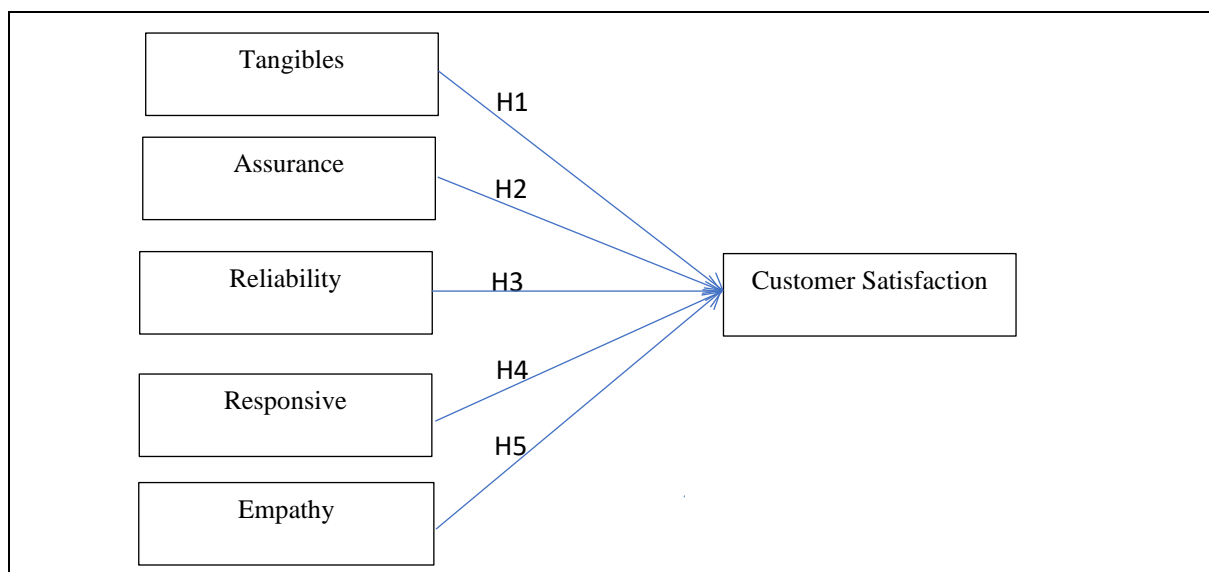 Tangibles
H1
Assurance
H2
Reliability
H3
Customer Satisfaction
Responsive
H4
H5
Empathy